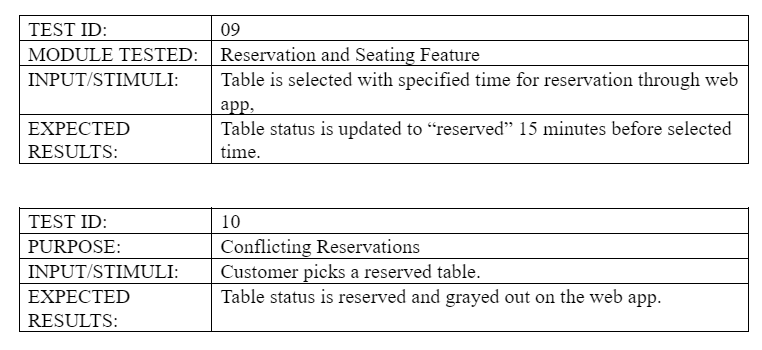 TEST ID: 09
MODULE TESTED: Reservation and Seating Feature
INPUT/STIMULI: Table is selected with specified time for reservation through web
app,
EXPECTED Table status is updated to “reserved” 15 minutes before selected
RESULTS: time.
TEST ID: 10
PURPOSE: Conflicting Reservations
INPUT/STIMULI: Customer picks a reserved table.
EXPECTED Table status is reserved and grayed out on the web app.
RESULTS: